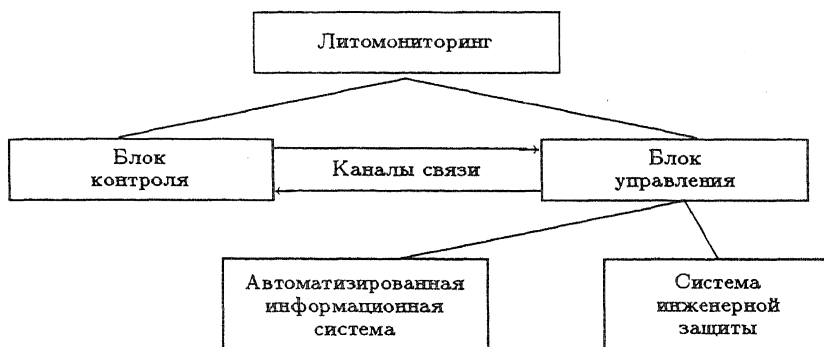 Литомониторинг
Блок
контроля
Каналы связи
Блок
управления
Автоматизированная
информационная
система
Система
инженерной
защиты